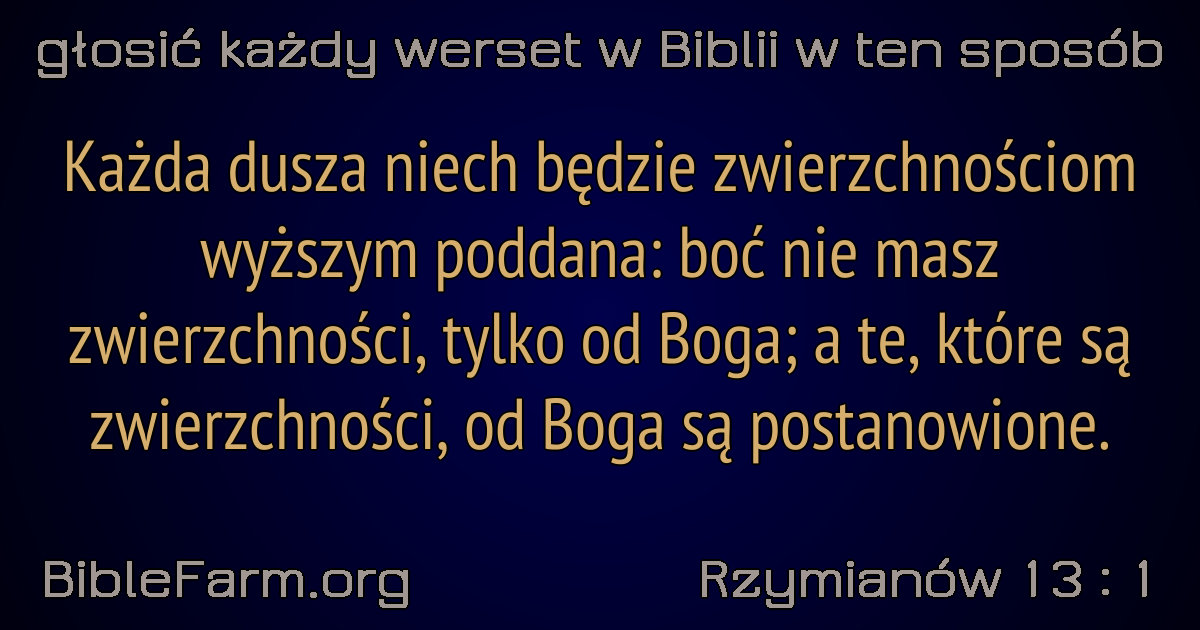 głosić każdy werset w Biblii w ten sposób
Każda dusza niech będzie zwierzchnościom
wyższym poddana: boć nie masz
zwierzchności, tylko od Boga; a te, które są
zwierzchności, od Boga są postanowione.
BibleFarm.org
Rzymianów 13 : 1